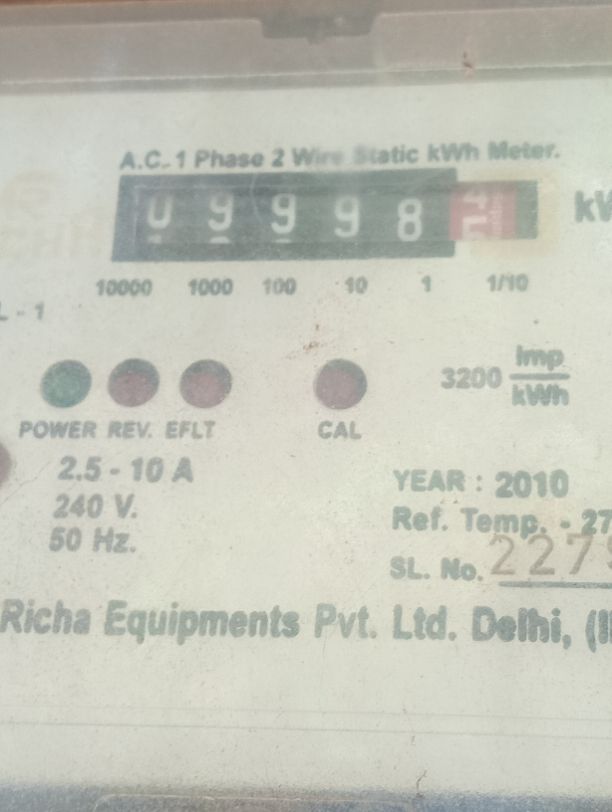 A.C. 1 Phase 2 Wire Static kWh Meter.
0 9 9 9 8
10000 1000 100 10 1 1/10
L - 1
3200 Imp/kWh
POWER REV. EFLT CAL
2.5 - 10 A
240 V.
50 Hz.
YEAR : 2010
Ref. Temp. - 27
SL. No. 2279
Richa Equipments Pvt. Ltd. Delhi,